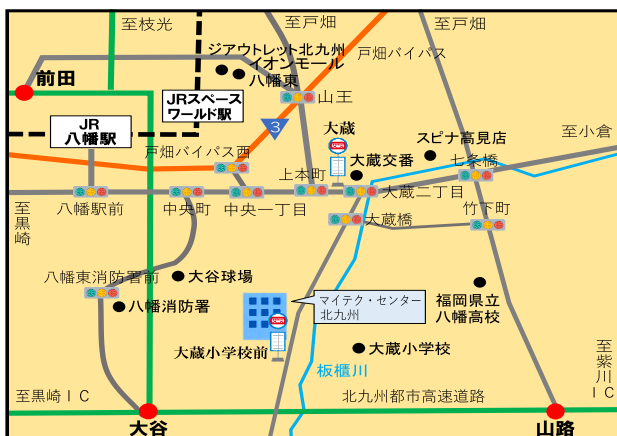 至枝光
至戸畑
至戸畑
戸畑バイパス
ジアウトレット北九州
イオンモール
八幡東
前田
JRスペース
ワールド駅
山王
3
JR
八幡駅
大蔵
大蔵交番
スピナ高見店
至小倉
戸畑バイパス西
七条橋
上本町
大蔵二丁目
八幡駅前
中央町
中央一丁目
大蔵橋
竹下町
至黒崎
八幡東消防署前
大谷球場
八幡消防署
マイテク・センター
北九州
福岡県立
八幡高校
大蔵小学校前
大蔵小学校
板櫃川
至紫川IC
至黒崎IC
北九州都市高速道路
大谷
山路